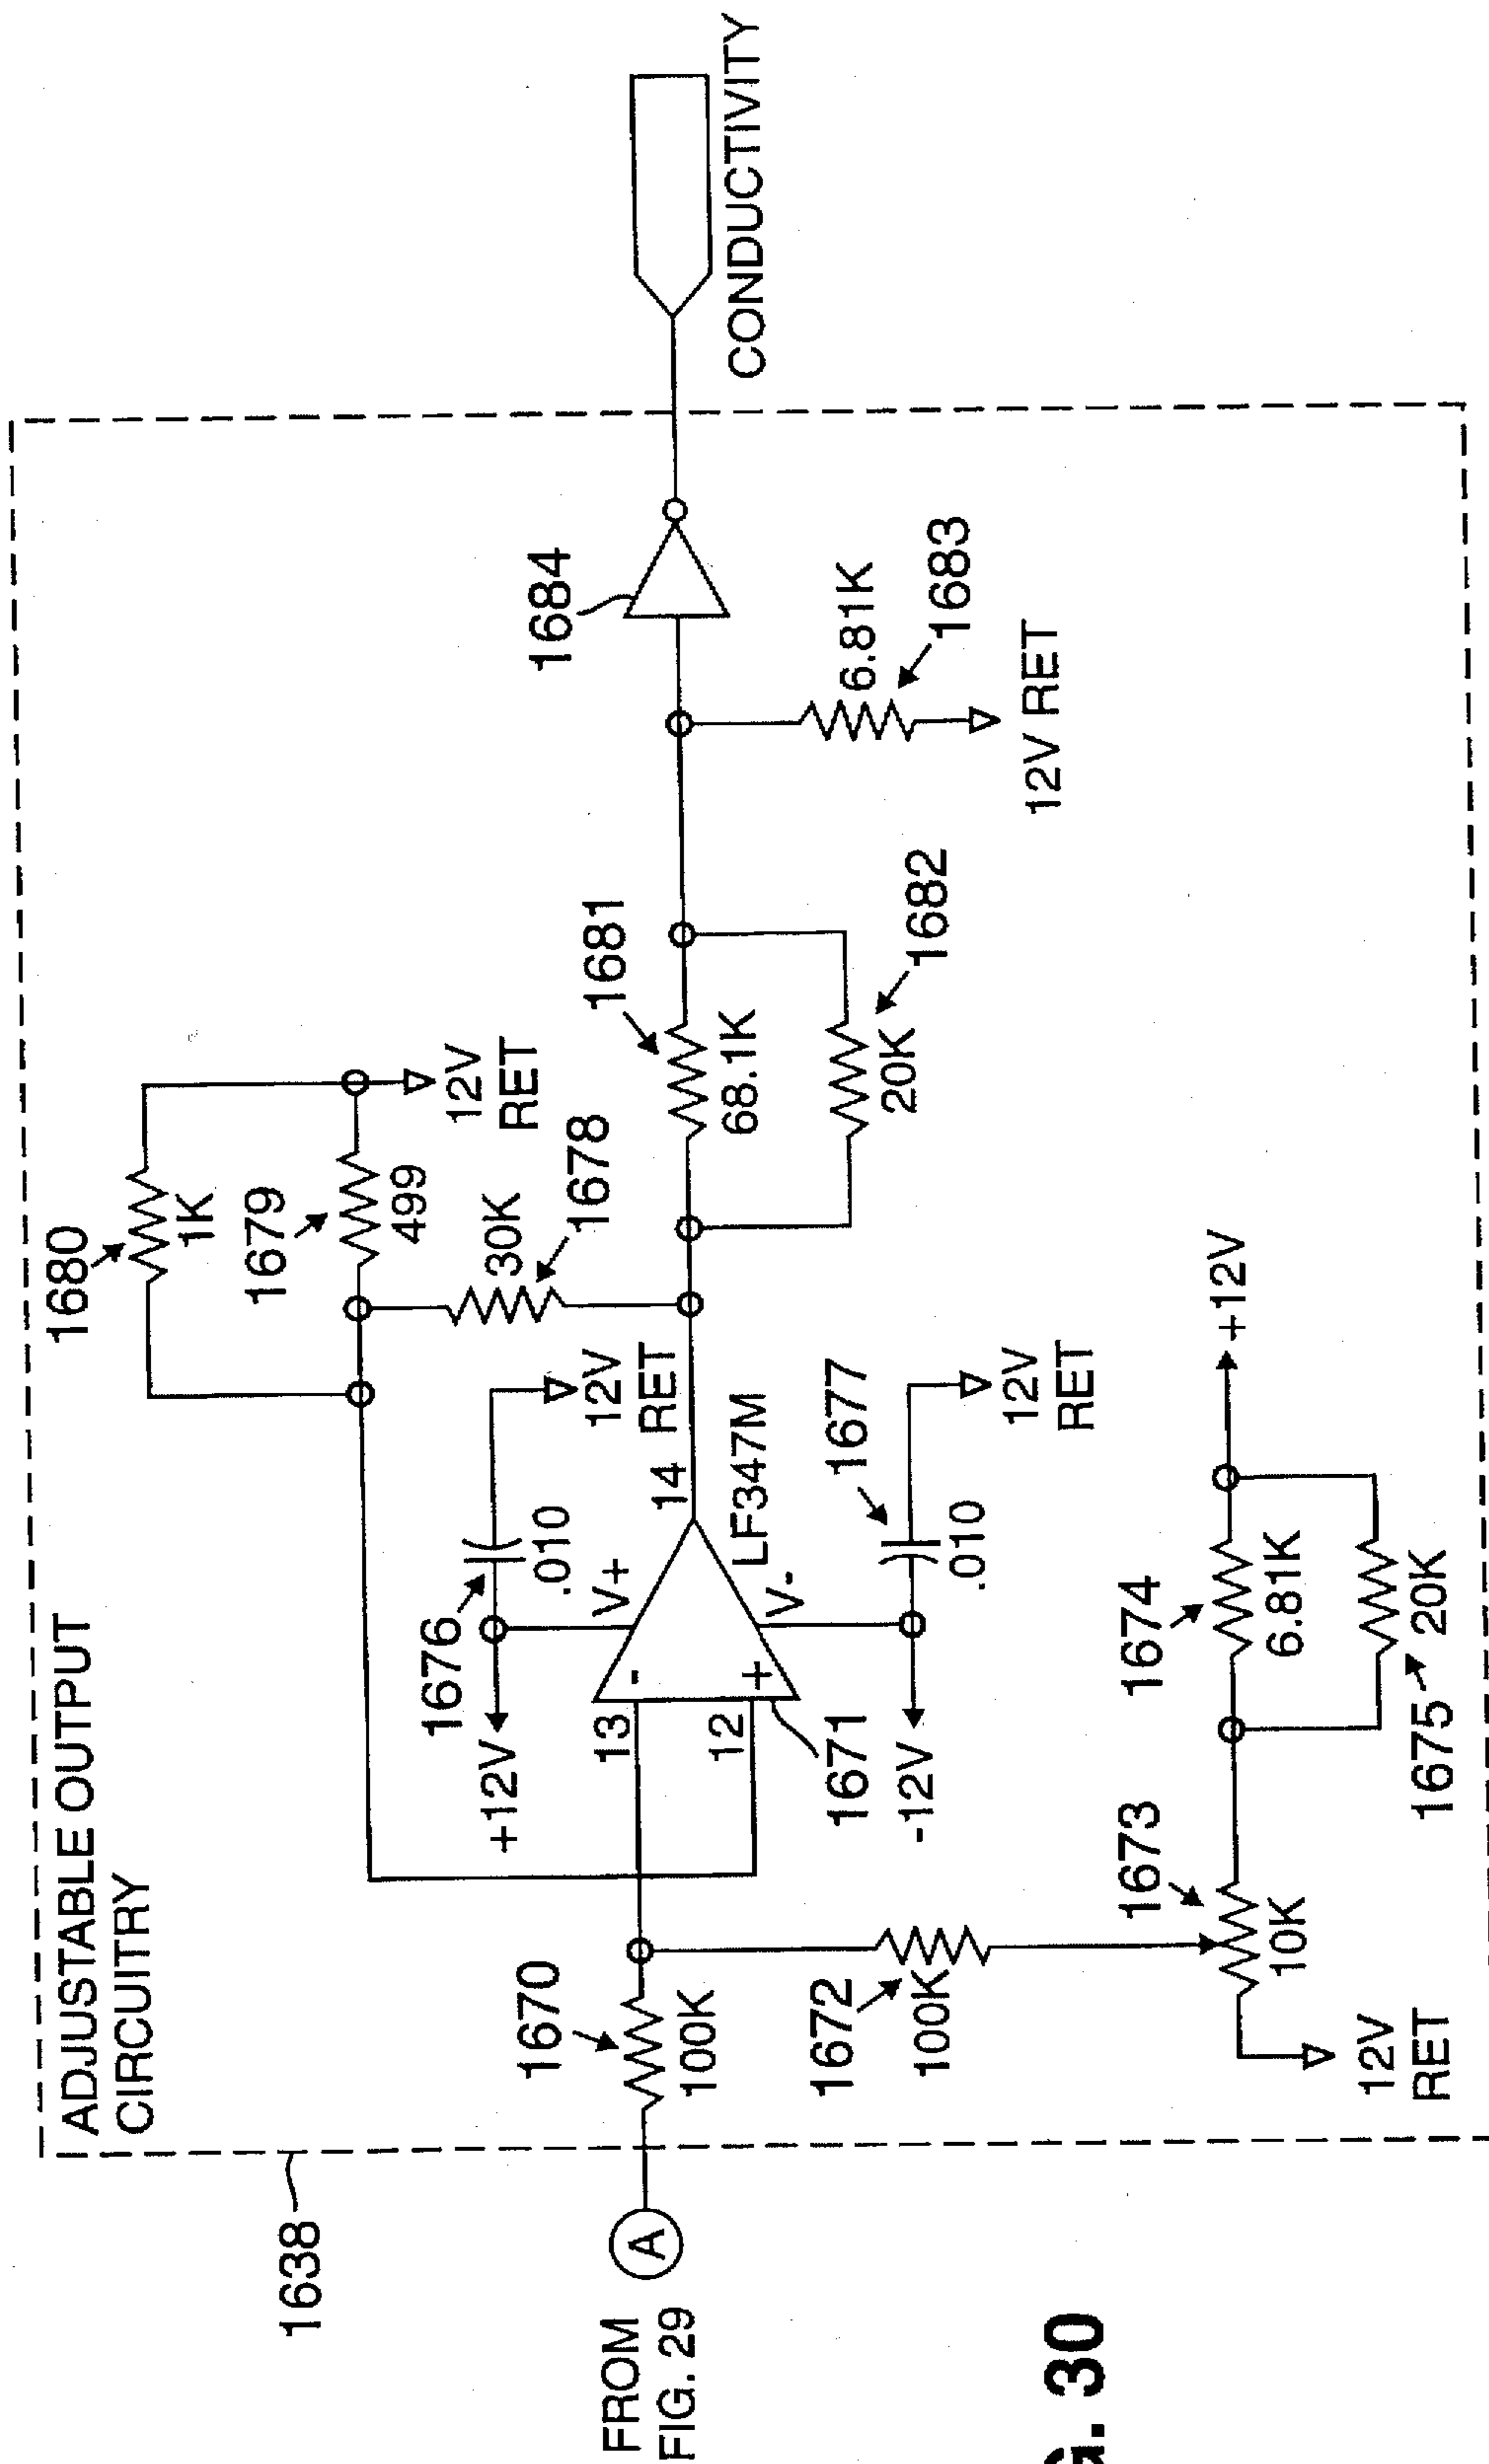 ADJUSTABLE OUTPUT
CIRCUITRY
1638
FROM
FIG. 29
A
1670
100K
1672
100K
1673
10K
12V
RET
1674
6.81K
1675
20K
+12V
13
12
-
+
1671
LF347M
14
V+
V-
+12V
1676
.010
12V
RET
-12V
1677
.010
12V
RET
1678
30K
1679
499
1680
1K
12V
RET
1681
68.1K
1682
20K
1683
6.81K
12V RET
1684
CONDUCTIVITY
G. 30